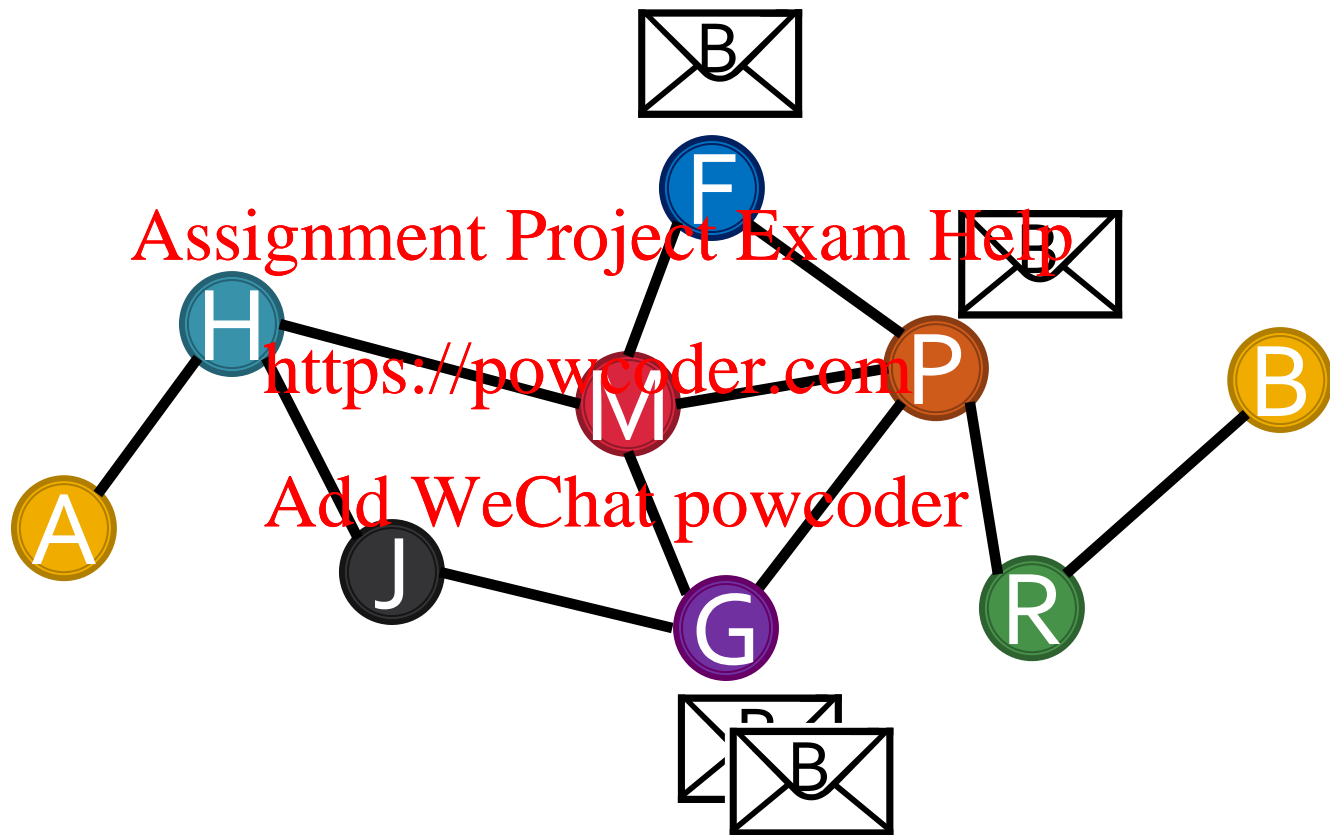 B
F
Assignment Project Exam Help
B
H
https://powcoder.com
M
P
B
Add WeChat powcoder
A
J
G
R
B
B